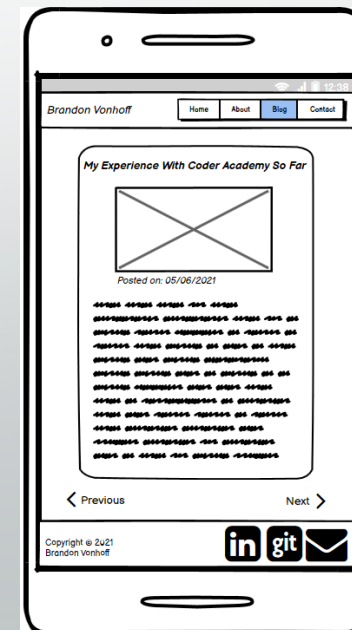 12:38
Brandon Vonhoff
Home About Blog Contact
My Experience With Coder Academy So Far
Posted on: 05/06/2021
Previous Next
Copyright © 2021
Brandon Vonhoff
in git